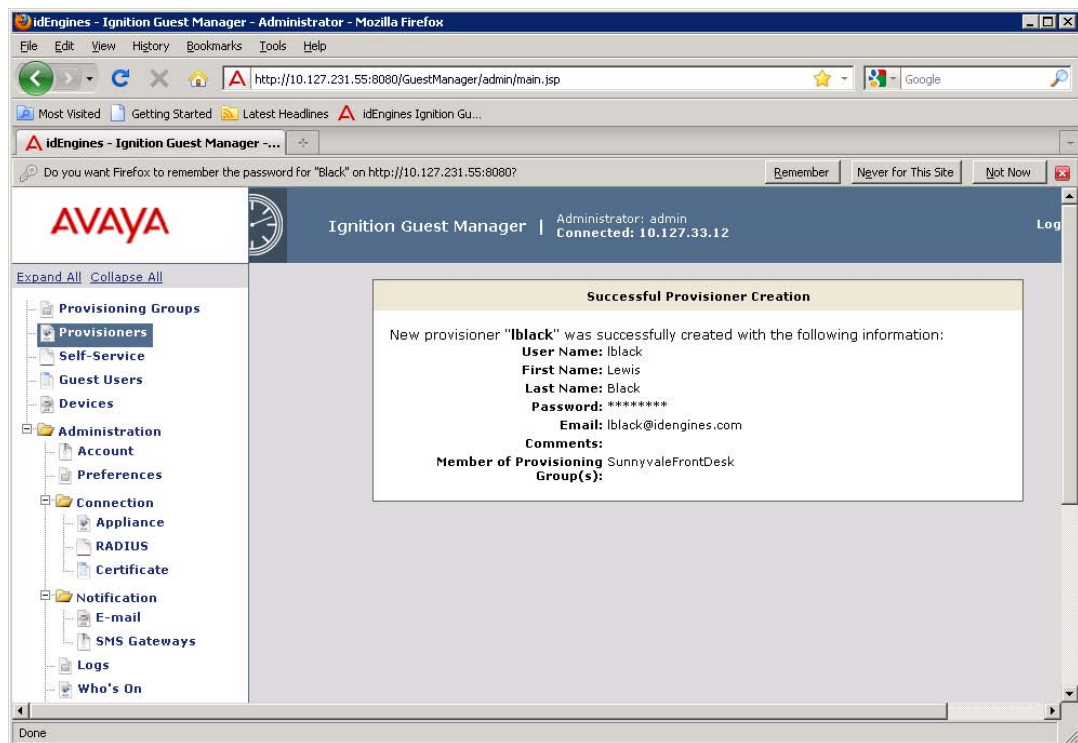 idEngines - Ignition Guest Manager - Administrator - Mozilla Firefox
File Edit View History Bookmarks Tools Help
http://10.127.231.55:8080/GuestManager/admin/main.jsp
Google
Most Visited Getting Started Latest Headlines idEngines Ignition Gu...
idEngines - Ignition Guest Manager -...
Do you want Firefox to remember the password for "Black" on http://10.127.231.55:8080?
Remember Never for This Site Not Now
AVAYA
Ignition Guest Manager | Administrator: admin
Connected: 10.127.33.12
Log
Expand All Collapse All
Provisioning Groups
Provisioners
Self-Service
Guest Users
Devices
Administration
Account
Preferences
Connection
Appliance
RADIUS
Certificate
Notification
E-mail
SMS Gateways
Logs
Who's On
Successful Provisioner Creation
New provisioner "lblack" was successfully created with the following information:
User Name: lblack
First Name: Lewis
Last Name: Black
Password: ********
Email: lblack@idengines.com
Comments:
Member of Provisioning SunnyvaleFrontDesk
Group(s):
Done